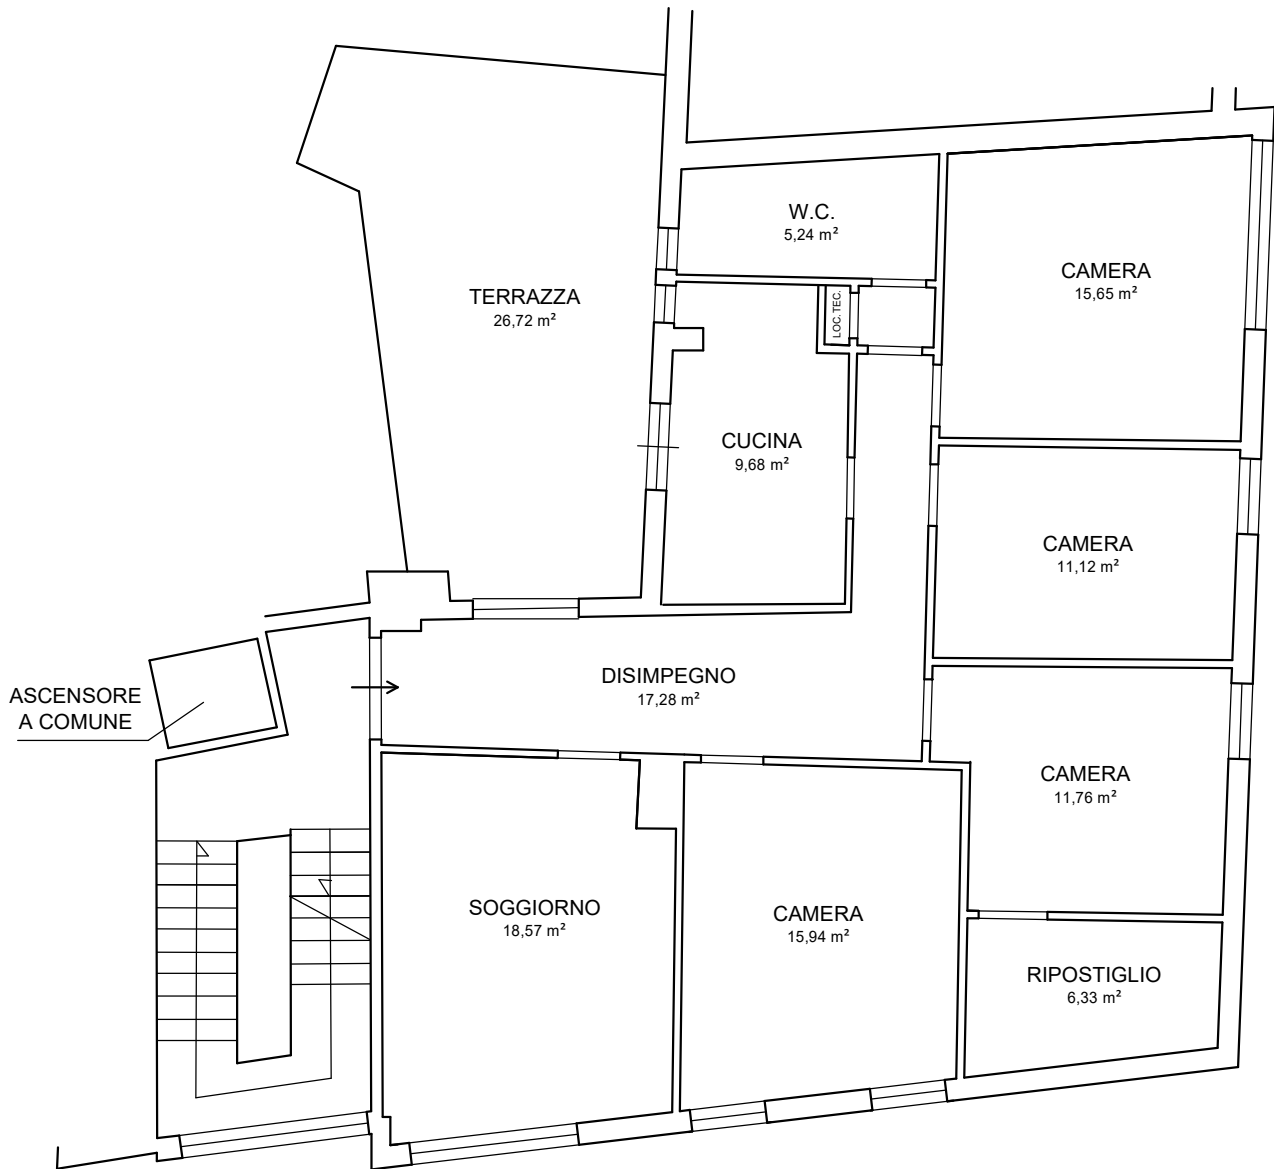 W.C.
5,24 m²
CAMERA
15,65 m²
TERRAZZA
26,72 m²
LOC.TEC.
CUCINA
9,68 m²
CAMERA
11,12 m²
DISIMPEGNO
17,28 m²
ASCENSORE
A COMUNE
CAMERA
11,76 m²
SOGGIORNO
18,57 m²
CAMERA
15,94 m²
RIPOSTIGLIO
6,33 m²